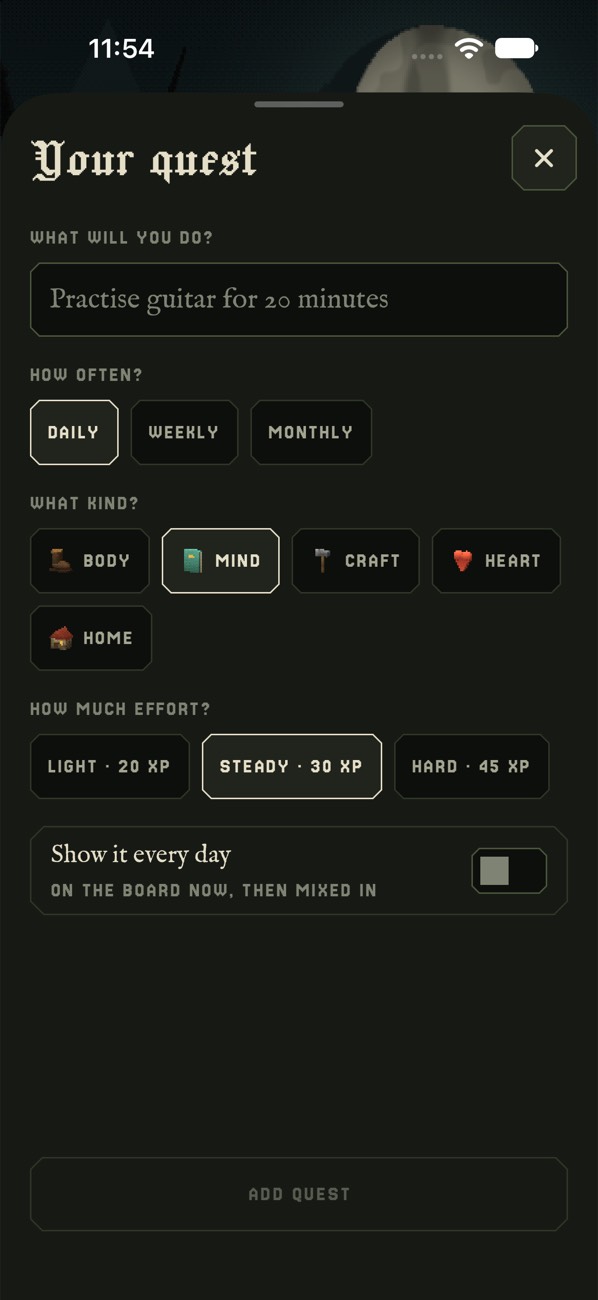 11:54
Your quest
WHAT WILL YOU DO?
Practise guitar for 20 minutes
HOW OFTEN?
DAILY WEEKLY MONTHLY
WHAT KIND?
BODY MIND CRAFT HEART
HOME
HOW MUCH EFFORT?
LIGHT · 20 XP STEADY · 30 XP HARD · 45 XP
Show it every day
ON THE BOARD NOW, THEN MIXED IN
ADD QUEST